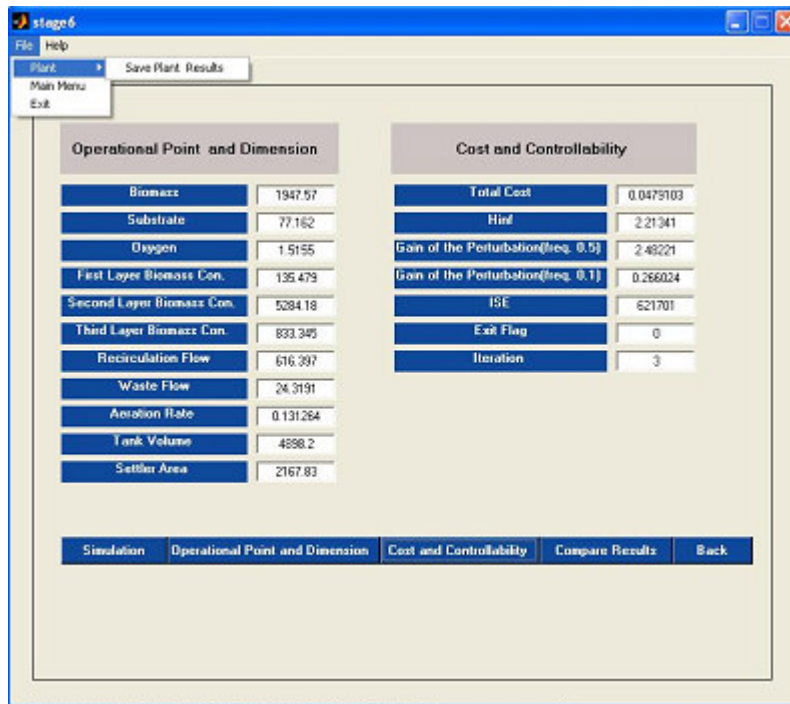 stage6
File Help
Plant Save Plant Results
Main Menu
Exit
Operational Point and Dimension
Biomass 1947.57
Substrate 77.162
Oxygen 1.5155
First Layer Biomass Con. 135.479
Second Layer Biomass Con. 5284.18
Third Layer Biomass Con. 833.345
Recirculation Flow 616.397
Waste Flow 24.3191
Aeration Rate 0.131264
Tank Volume 4898.2
Settler Area 2167.83
Cost and Controllability
Total Cost 0.0479103
Hinf 2.21341
Gain of the Perturbation(freq. 0.5) 2.48221
Gain of the Perturbation(freq. 0.1) 0.266024
ISE 621701
Exit Flag 0
Iteration 3
Simulation Operational Point and Dimension Cost and Controllability Compare Results Back